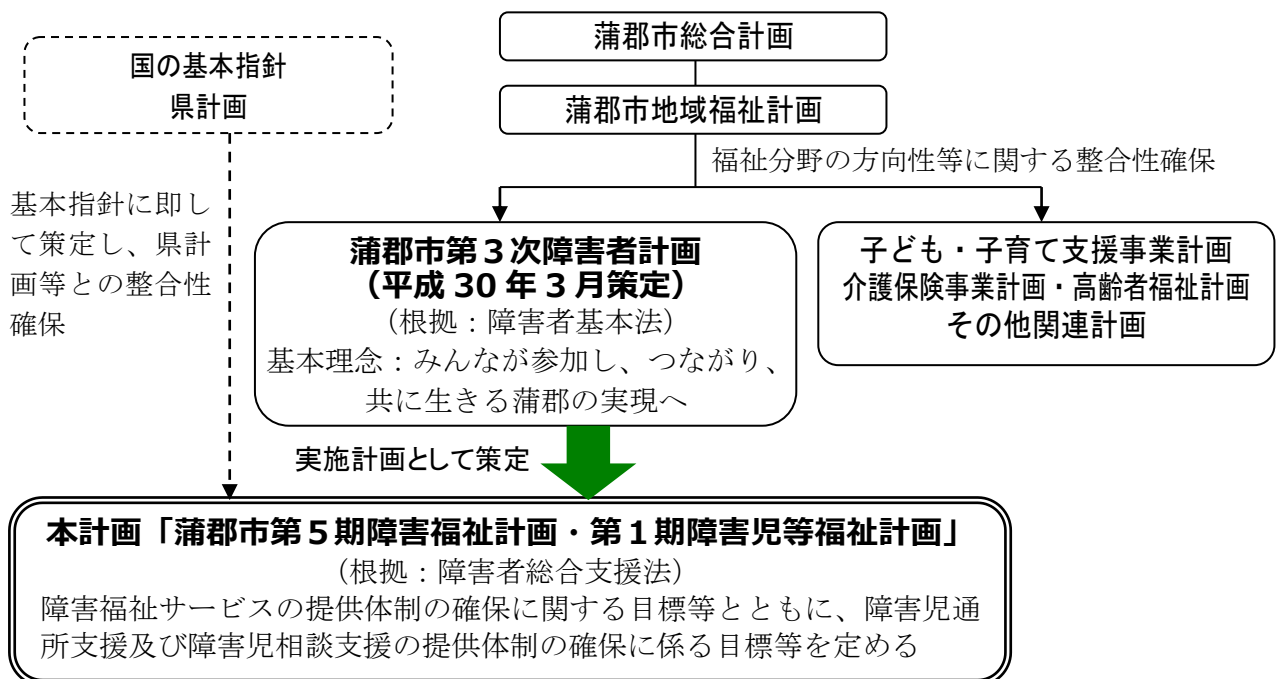 蒲郡市総合計画
国の基本指針
県計画
蒲郡市地域福祉計画
福祉分野の方向性等に関する整合性確保
基本指針に即し
て策定し、県計
画等との整合性
確保
蒲郡市第３次障害者計画
（平成 30 年 3 月策定）
（根拠：障害者基本法）
基本理念：みんなが参加し、つながり、
共に生きる蒲郡の実現へ
子ども・子育て支援事業計画
介護保険事業計画・高齢者福祉計画
その他関連計画
実施計画として策定
本計画「蒲郡市第５期障害福祉計画・第１期障害児等福祉計画」
（根拠：障害者総合支援法）
障害福祉サービスの提供体制の確保に関する目標等とともに、障害児通
所支援及び障害児相談支援の提供体制の確保に係る目標等を定める